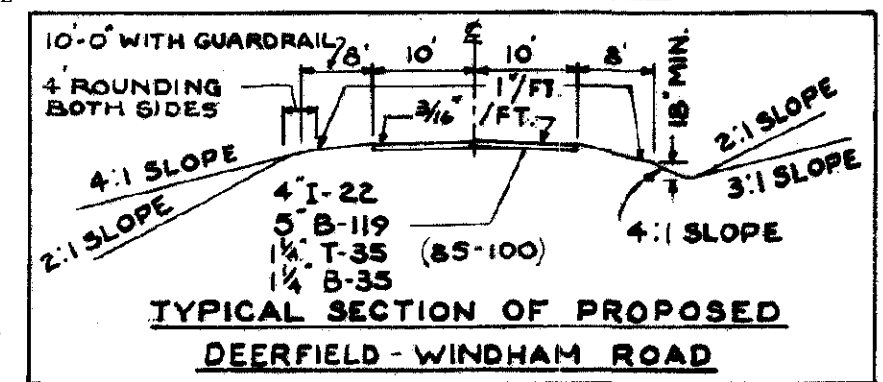 10'-0" WITH GUARDRAIL
8' 10' ℄ 10' 8'
18" MIN.
4' ROUNDING
BOTH SIDES
1"/FT.
3/16"
/FT.
2:1 SLOPE
3:1 SLOPE
4:1 SLOPE
2:1 SLOPE
4:1 SLOPE
4" I-22
5" B-119
1¼" T-35 (85-100)
1¼" B-35
TYPICAL SECTION OF PROPOSED
DEERFIELD - WINDHAM ROAD